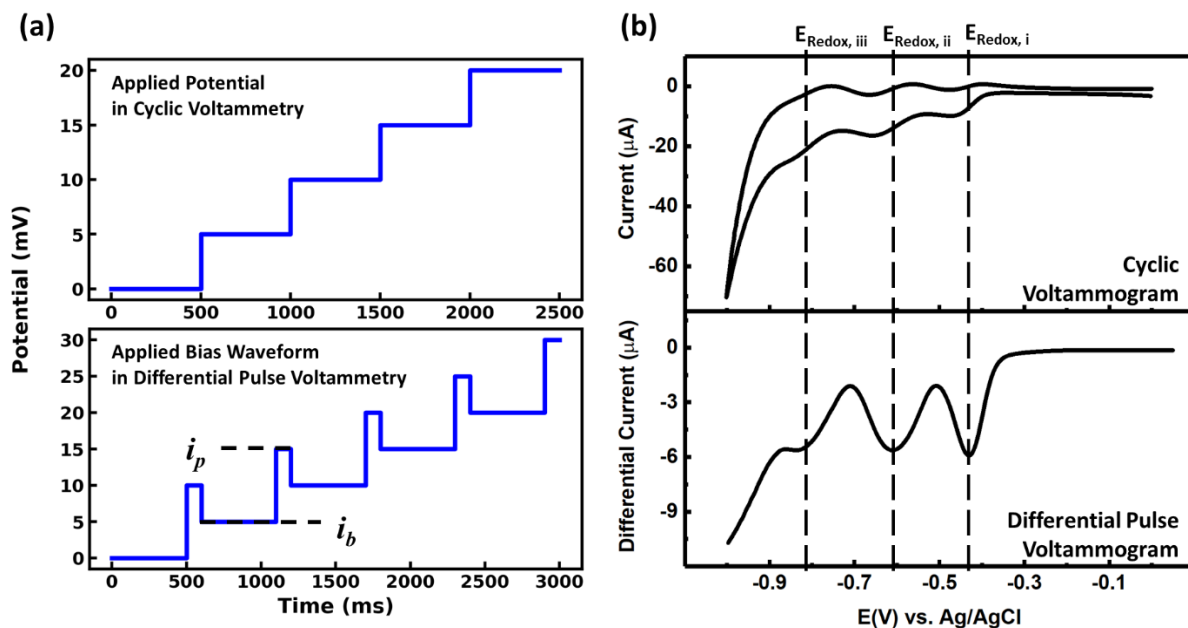 (a)
Applied Potential
in Cyclic Voltammetry
20
15
10
5
0
0 500 1000 1500 2000 2500
Potential (mV)
Applied Bias Waveform
in Differential Pulse Voltammetry
30
25
20
15
10
5
0
i_p
i_b
0 500 1000 1500 2000 2500 3000
Time (ms)
(b)
E_Redox, iii E_Redox, ii E_Redox, i
0
-20
-40
-60
Current (μA)
Cyclic
Voltammogram
0
-3
-6
-9
Differential Current (μA)
Differential Pulse
Voltammogram
-0.9 -0.7 -0.5 -0.3 -0.1
E(V) vs. Ag/AgCl